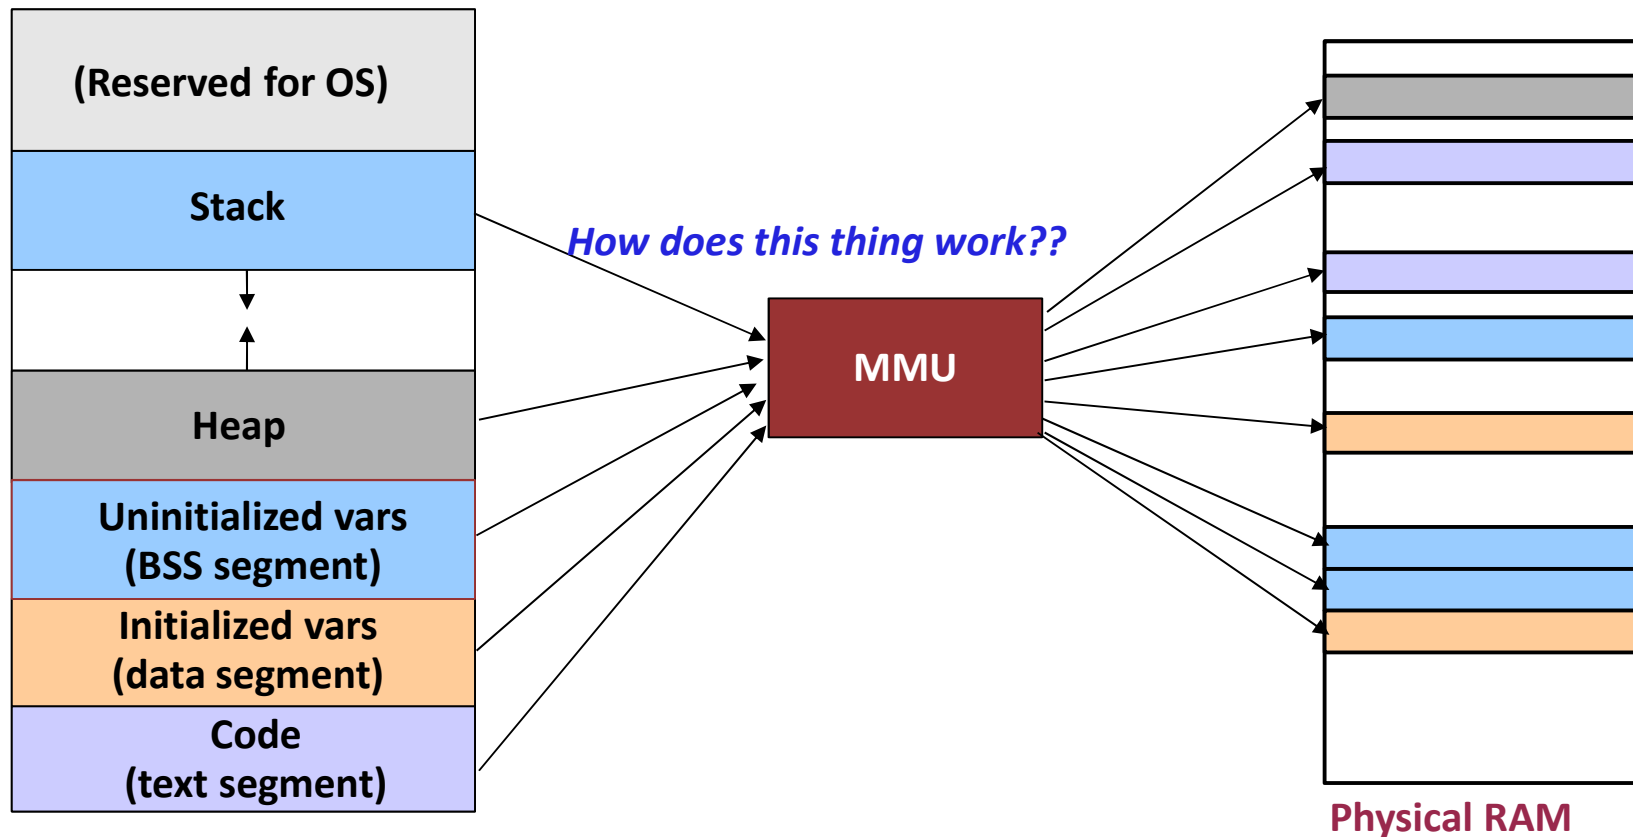 (Reserved for OS)
Stack
How does this thing work??
MMU
Heap
Uninitialized vars
(BSS segment)
Initialized vars
(data segment)
Code
(text segment)
Physical RAM